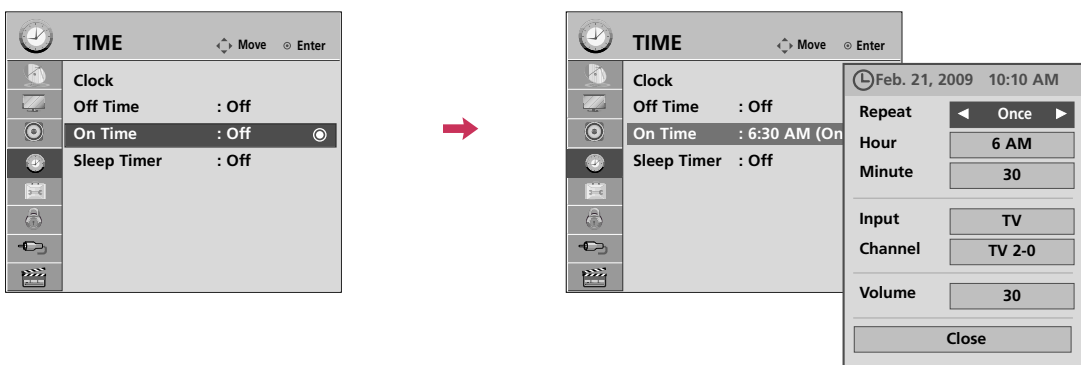 TIME Move Enter
Clock
Off Time : Off
On Time : Off
Sleep Timer : Off
TIME Move Enter
Clock
Off Time : Off
On Time : 6:30 AM (On
Sleep Timer : Off
Feb. 21, 2009 10:10 AM
Repeat ◀ Once ▶
Hour 6 AM
Minute 30
Input TV
Channel TV 2-0
Volume 30
Close